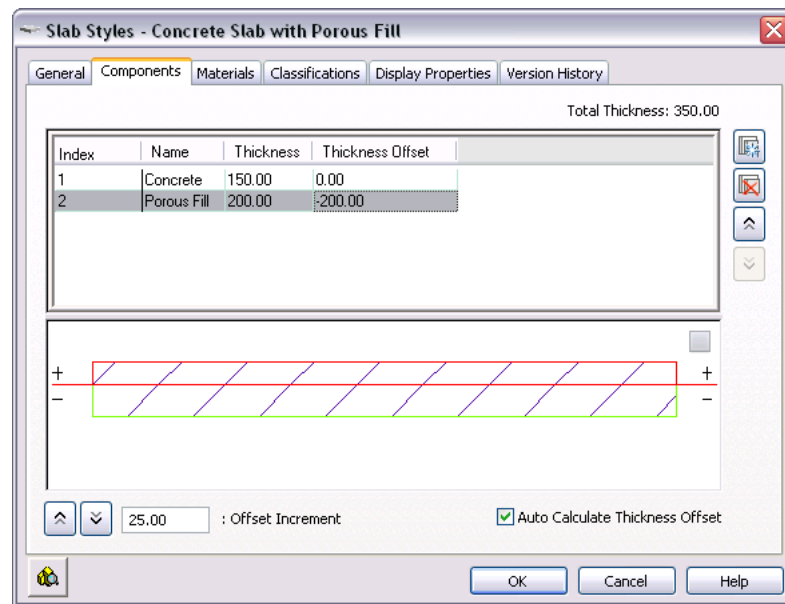 Slab Styles - Concrete Slab with Porous Fill
General Components Materials Classifications Display Properties Version History
Total Thickness: 350.00
Index Name Thickness Thickness Offset
1 Concrete 150.00 0.00
2 Porous Fill 200.00 -200.00
+ +
- -
25.00 : Offset Increment Auto Calculate Thickness Offset
OK Cancel Help